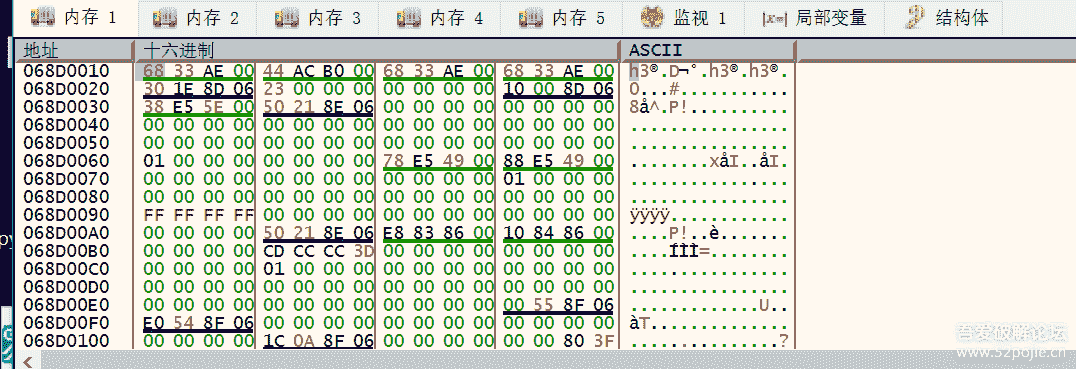 内存 1 内存 2 内存 3 内存 4 内存 5 监视 1 [x=] 局部变量 结构体
地址 十六进制 ASCII
068D0010 68 33 AE 00 44 AC B0 00 68 33 AE 00 68 33 AE 00 h3®.D¬°.h3®.h3®.
068D0020 30 1E 8D 06 23 00 00 00 00 00 00 00 10 00 8D 06 0...#...........
068D0030 38 E5 5E 00 50 21 8E 06 00 00 00 00 00 00 00 00 8å^.P!..........
068D0040 00 00 00 00 00 00 00 00 00 00 00 00 00 00 00 00 ................
068D0050 00 00 00 00 00 00 00 00 00 00 00 00 00 00 00 00 ................
068D0060 01 00 00 00 00 00 00 00 78 E5 49 00 88 E5 49 00 ........xåI..åI.
068D0070 00 00 00 00 00 00 00 00 00 00 00 00 01 00 00 00 ................
068D0080 00 00 00 00 00 00 00 00 00 00 00 00 00 00 00 00 ................
068D0090 FF FF FF FF 00 00 00 00 00 00 00 00 00 00 00 00 ÿÿÿÿ............
068D00A0 00 00 00 00 50 21 8E 06 E8 83 86 00 10 84 86 00 ....P!..è.......
068D00B0 00 00 00 00 CD CC CC 3D 00 00 00 00 00 00 00 00 ....ÍÌÌ=........
068D00C0 00 00 00 00 01 00 00 00 00 00 00 00 00 00 00 00 ................
068D00D0 00 00 00 00 00 00 00 00 00 00 00 00 00 00 00 00 ................
068D00E0 00 00 00 00 00 00 00 00 00 00 00 00 00 55 8F 06 .............U..
068D00F0 E0 54 8F 06 00 00 00 00 00 00 00 00 00 00 00 00 àT..............
068D0100 00 00 00 00 1C 0A 8F 06 00 00 00 00 00 00 80 3F ...............?
吾爱破解论坛
www.52pojie.cn